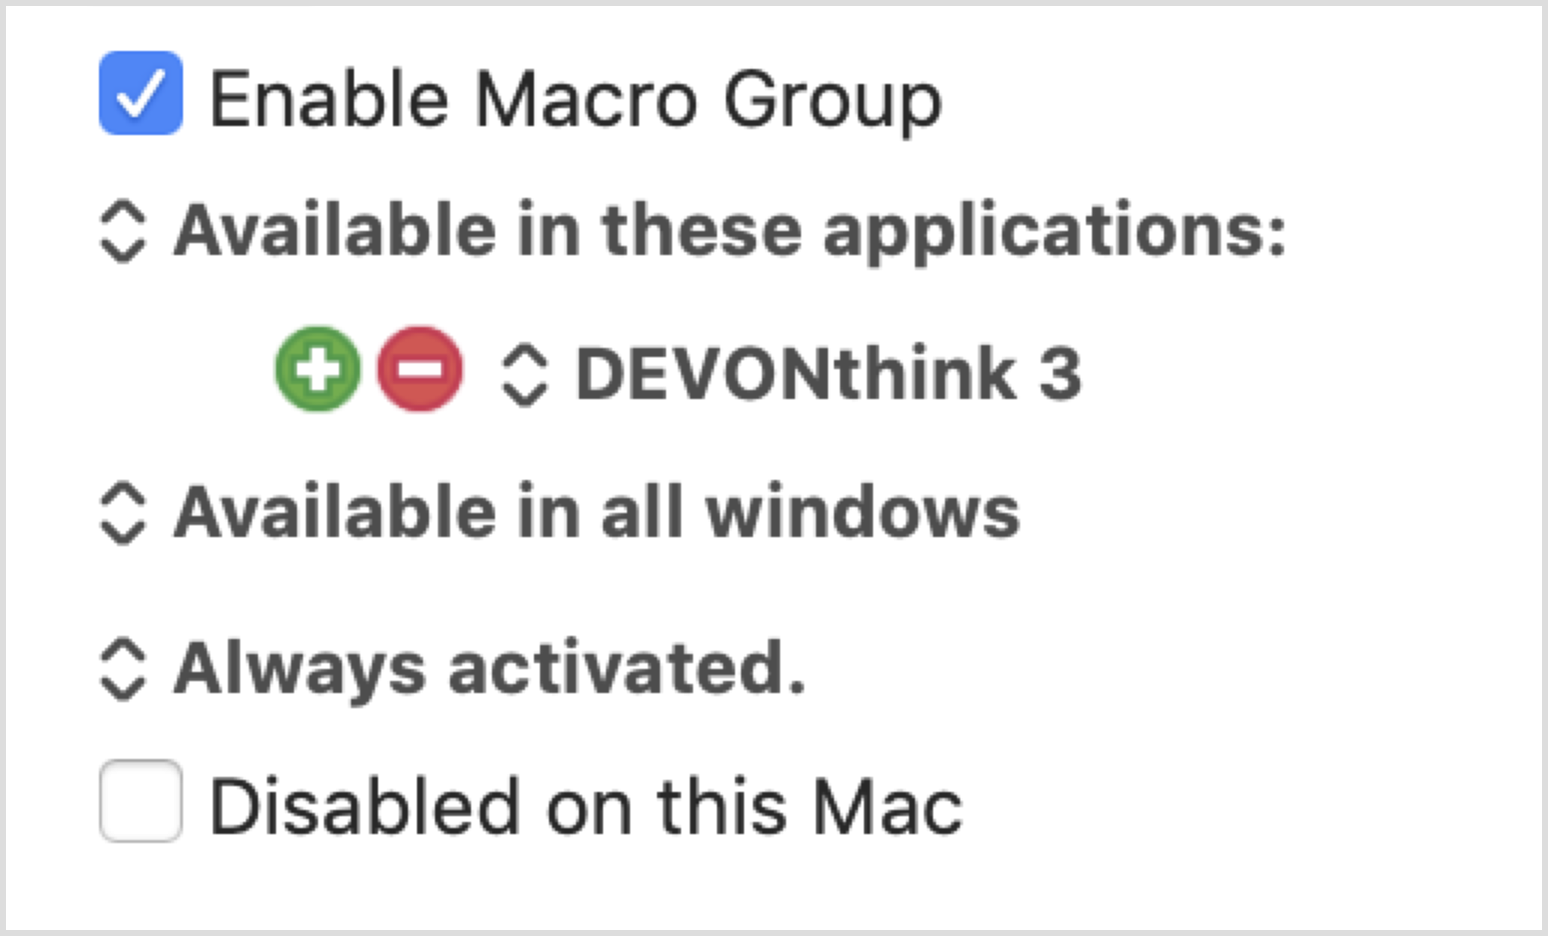 Enable Macro Group
Available in these applications:
DEVONthink 3
Available in all windows
Always activated.
Disabled on this Mac